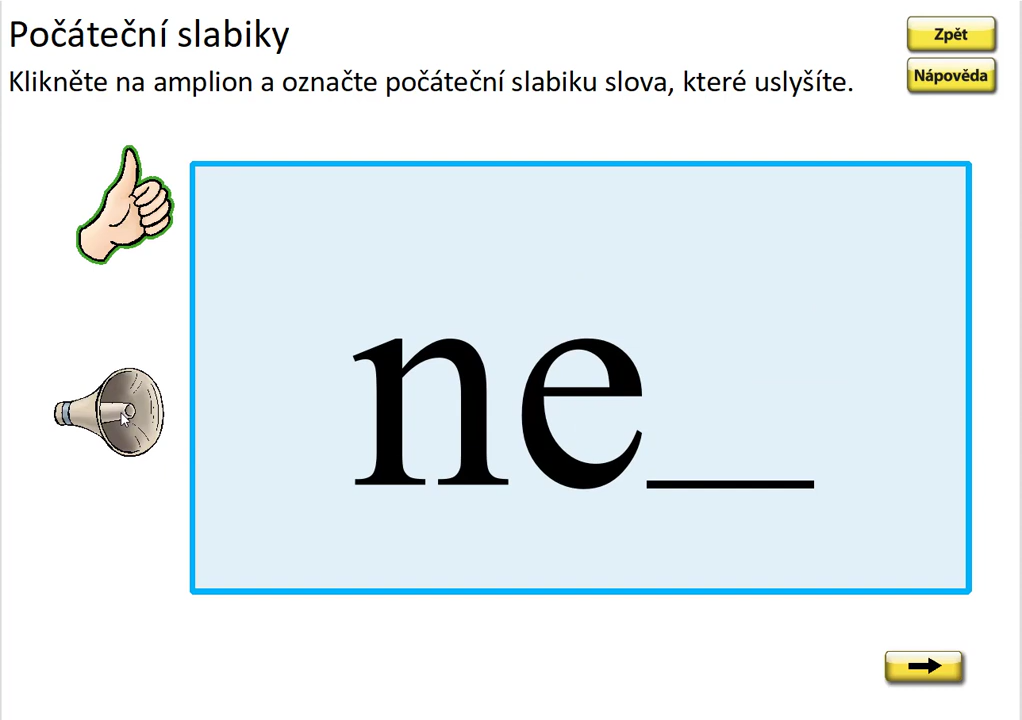 Počáteční slabiky
Zpět
Klikněte na amplion a označte počáteční slabiku slova, které uslyšíte.
Nápověda
ne__